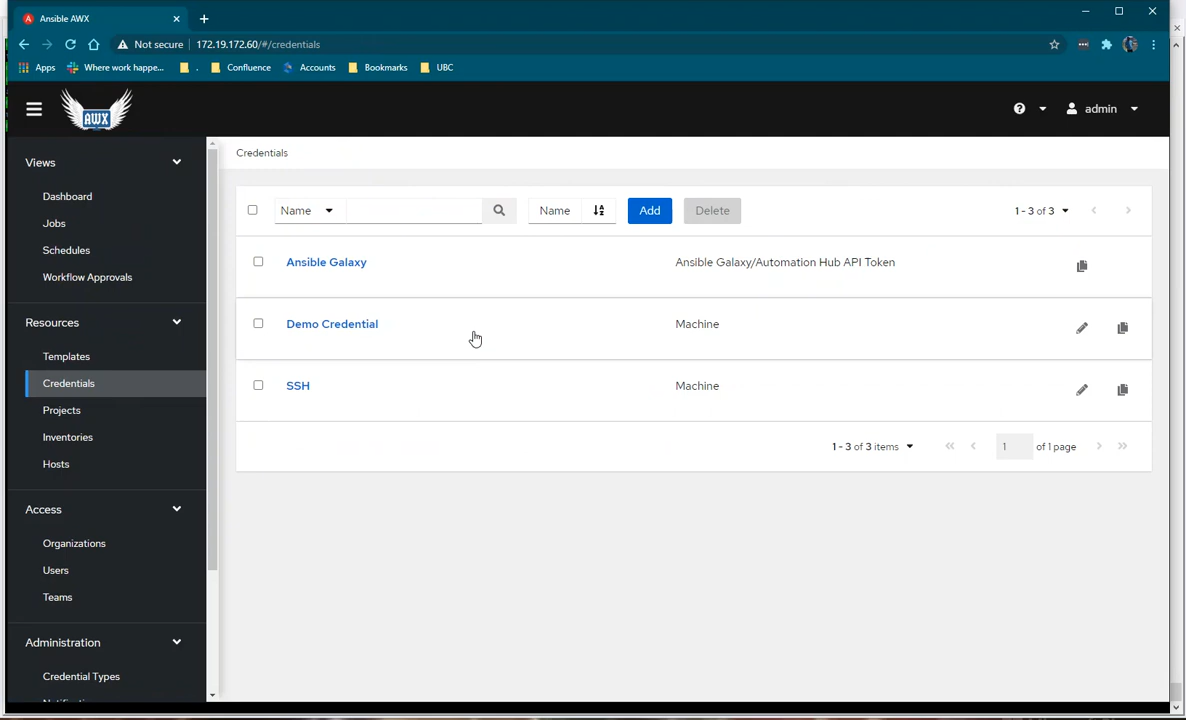 Ansible AWX
Not secure 172.19.172.60/#/credentials
Apps Where work happe... . Confluence Accounts Bookmarks UBC
AWX
admin
Views
Dashboard
Jobs
Schedules
Workflow Approvals
Resources
Templates
Credentials
Projects
Inventories
Hosts
Access
Organizations
Users
Teams
Administration
Credential Types
Credentials
Name Name Add Delete 1 - 3 of 3
Ansible Galaxy Ansible Galaxy/Automation Hub API Token
Demo Credential Machine
SSH Machine
1 - 3 of 3 items 1 of 1 page